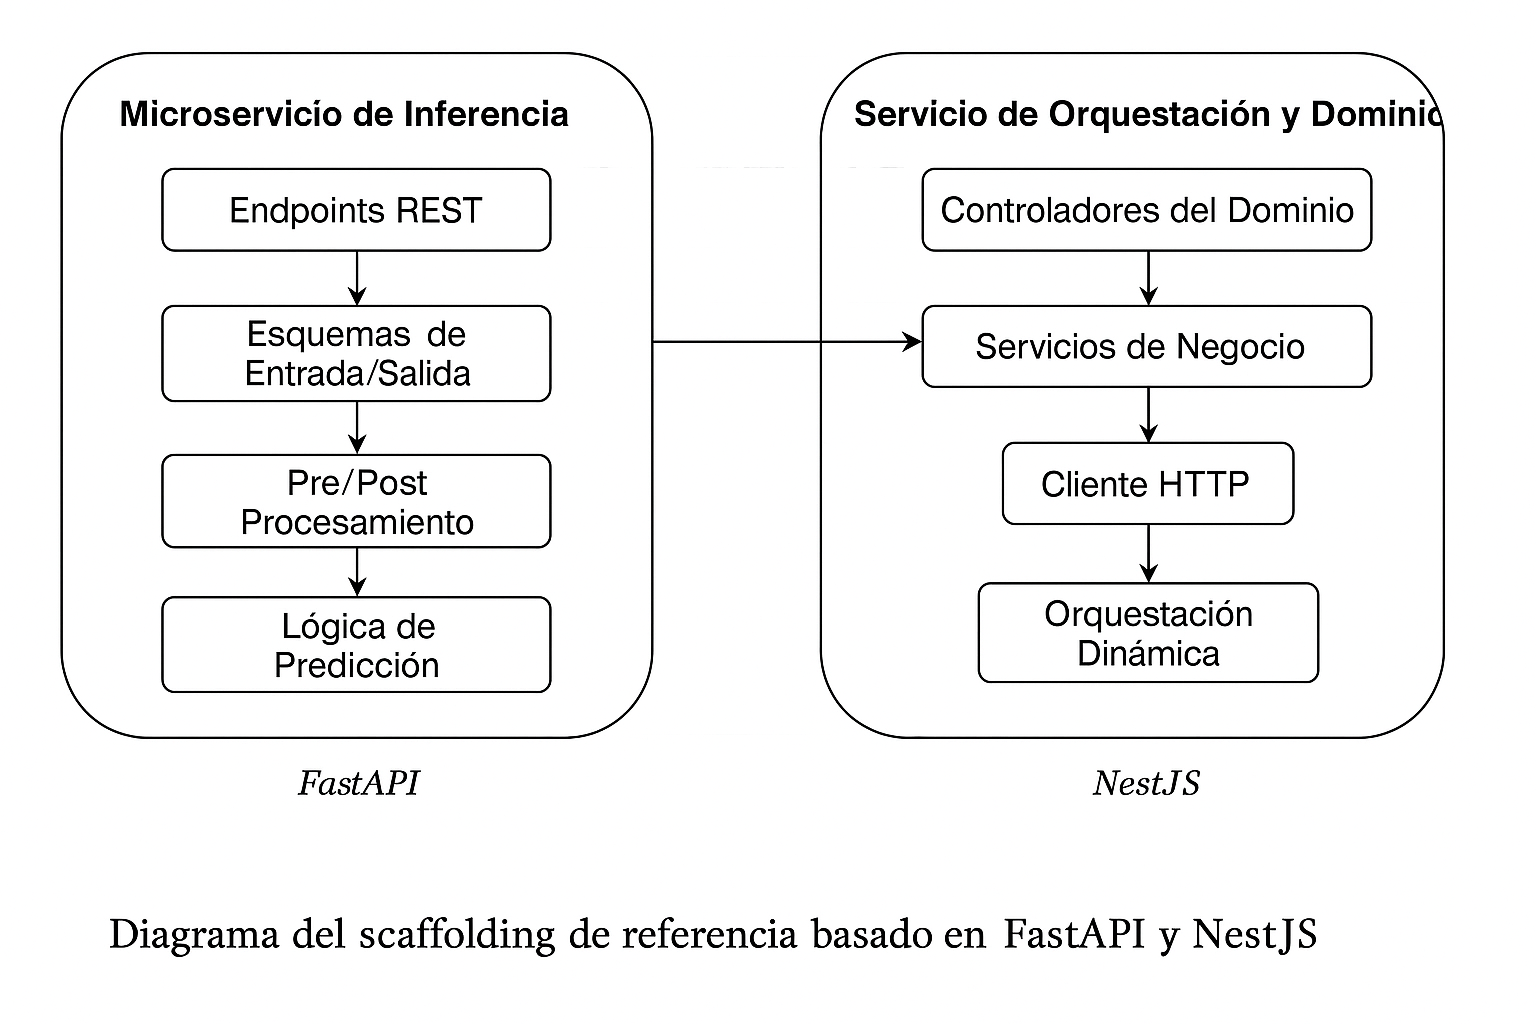 Microservicio de Inferencia
Endpoints REST
Esquemas de
Entrada/Salida
Pre/Post
Procesamiento
Lógica de
Predicción
FastAPI
Servicio de Orquestación y Dominio
Controladores del Dominio
Servicios de Negocio
Cliente HTTP
Orquestación
Dinámica
NestJS
Diagrama del scaffolding de referencia basado en FastAPI y NestJS